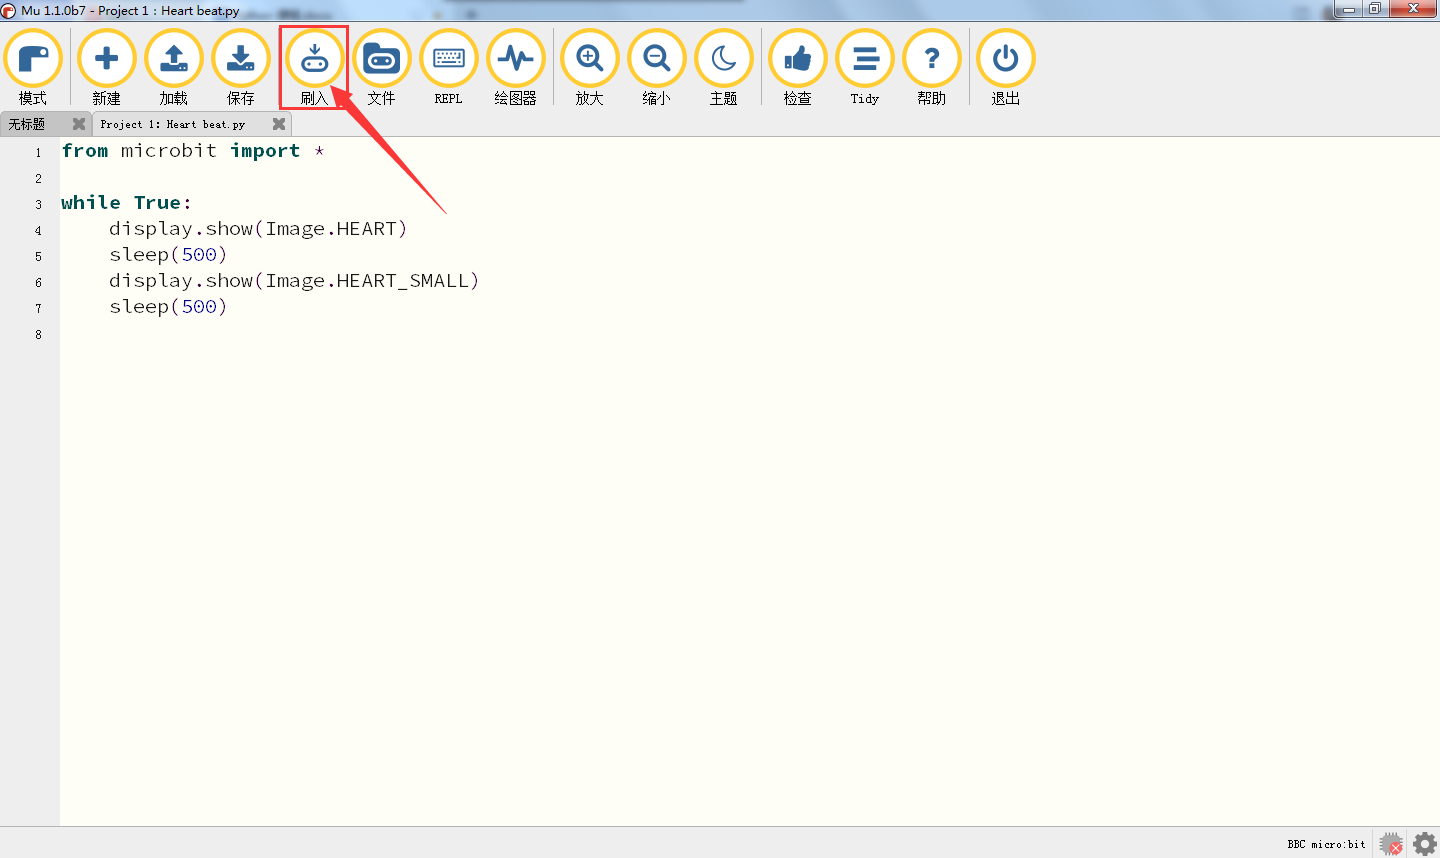 Mu 1.1.0b7 - Project 1：Heart beat.py
模式 新建 加载 保存 刷入 文件 REPL 绘图器 放大 缩小 主题 检查 Tidy 帮助 退出
无标题 Project 1: Heart beat.py
1 from microbit import *
2
3 while True:
4 display.show(Image.HEART)
5 sleep(500)
6 display.show(Image.HEART_SMALL)
7 sleep(500)
8
BBC micro:bit